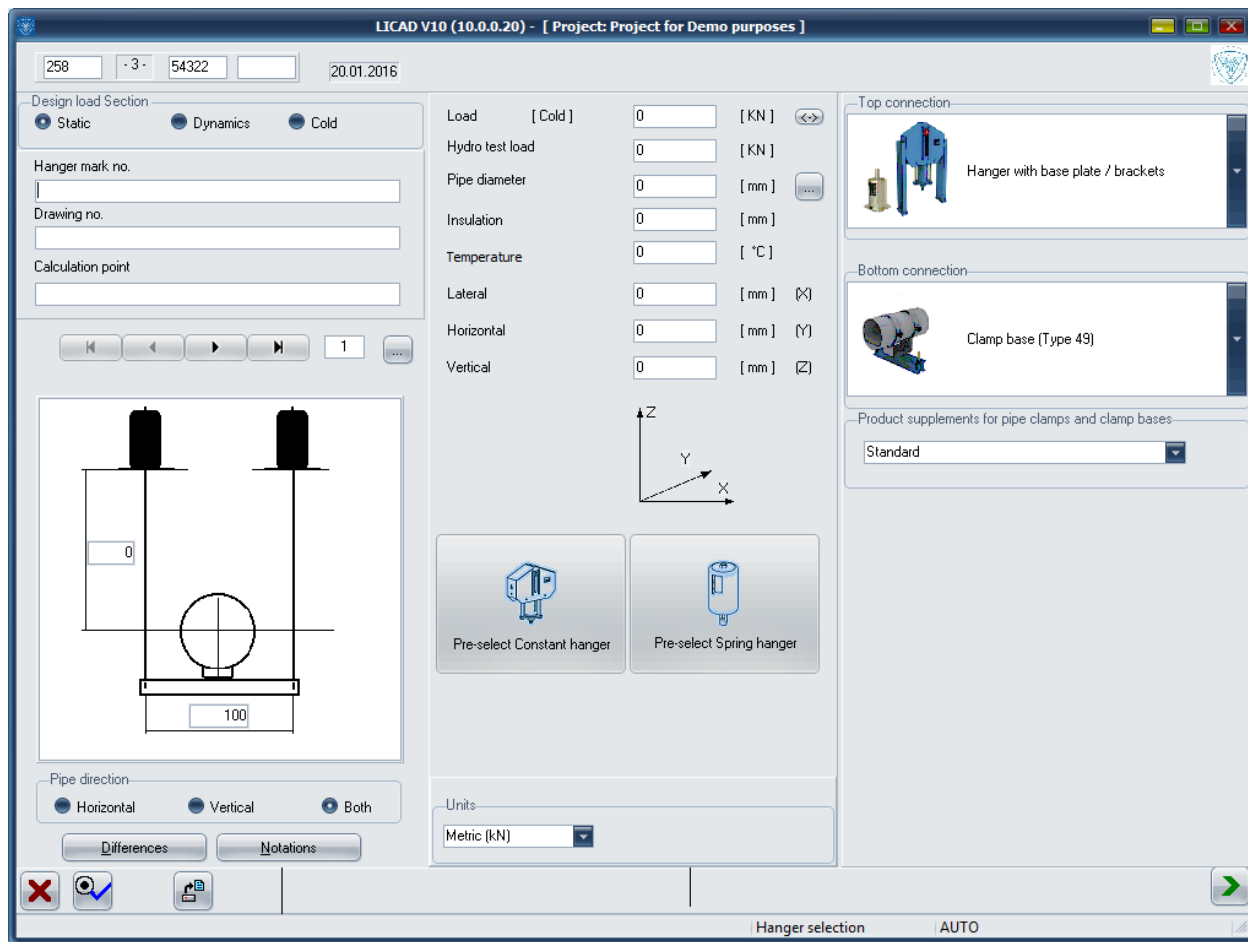 LICAD V10 (10.0.0.20) - [ Project: Project for Demo purposes ]
258 - 3 - 54322 20.01.2016
Design load Section
Static Dynamics Cold
Hanger mark no.
Drawing no.
Calculation point
1 ...
0
100
Pipe direction
Horizontal Vertical Both
Differences Notations
Load [ Cold ] 0 [ KN ] <->
Hydro test load 0 [ KN ]
Pipe diameter 0 [ mm ] ...
Insulation 0 [ mm ]
Temperature 0 [ °C ]
Lateral 0 [ mm ] (X)
Horizontal 0 [ mm ] (Y)
Vertical 0 [ mm ] (Z)
Z
Y
X
Pre-select Constant hanger Pre-select Spring hanger
Units
Metric (kN)
Top connection
Hanger with base plate / brackets
Bottom connection
Clamp base (Type 49)
Product supplements for pipe clamps and clamp bases
Standard
Hanger selection AUTO